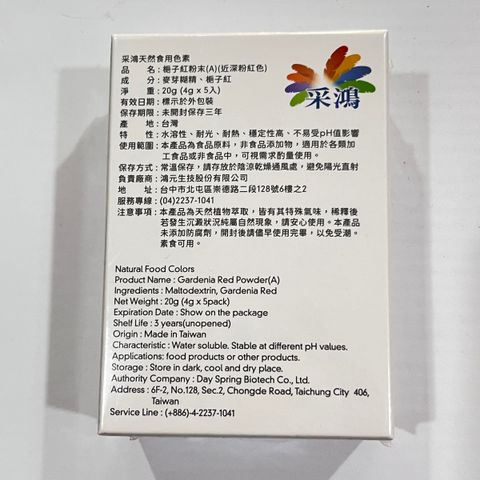 采鴻
采鴻天然食用色素
品名：梔子紅粉末(A)(近深粉紅色)
成分：麥芽糊精、梔子紅
淨重：20g (4g x 5入)
有效日期：標示於外包裝
保存期限：未開封保存三年
產地：台灣
特性：水溶性、耐光、耐熱、穩定性高、不易受pH值影響
使用範圍：本產品為食品原料，非食品添加物，適用於各類加
工食品或非食品中，可視需求酌量使用。
保存方式：常溫保存，請存放於陰涼乾燥通風處，避免陽光直射
負責廠商：鴻元生技股份有限公司
地址：台中市北屯區崇德路二段128號6樓之2
服務專線：(04)2237-1041
注意事項：本產品為天然植物萃取，皆有其特殊氣味，稀釋後
若發生沉澱狀況純屬自然現象，請安心使用。本產品
未添加防腐劑，開封後請儘早使用完畢，以免受潮。
素食可用。
Natural Food Colors
Product Name : Gardenia Red Powder(A)
Ingredients : Maltodextrin, Gardenia Red
Net Weight : 20g (4g x 5pack)
Expiration Date : Show on the package
Shelf Life : 3 years(unopened)
Origin : Made in Taiwan
Characteristic : Water soluble. Stable at different pH values.
Applications: food products or other products.
Storage : Store in dark, cool and dry place.
Authority Company : Day Spring Biotech Co., Ltd.
Address : 6F-2, No.128, Sec.2, Chongde Road, Taichung City 406,
Taiwan
Service Line : (+886)-4-2237-1041